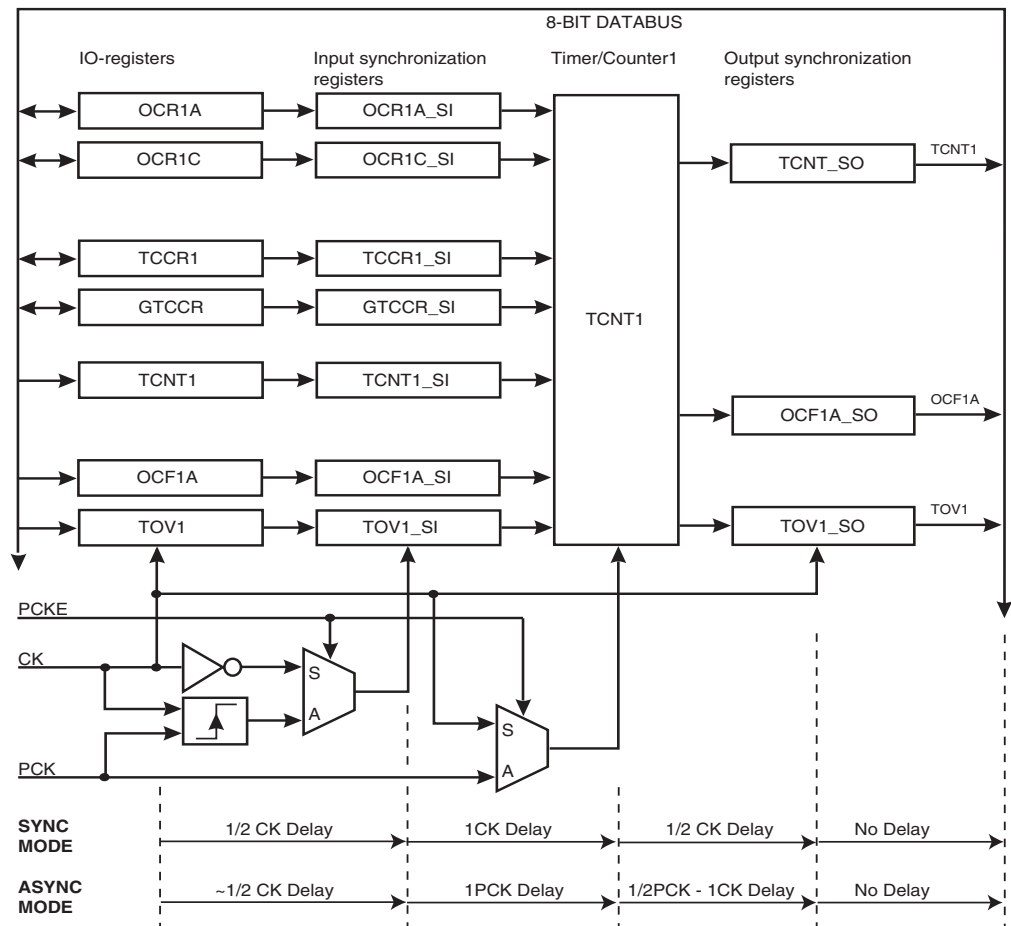 8-BIT DATABUS
IO-registers
Input synchronization
registers
Timer/Counter1
Output synchronization
registers
OCR1A
OCR1A_SI
OCR1C
OCR1C_SI
TCNT_SO
TCNT1
TCCR1
TCCR1_SI
GTCCR
GTCCR_SI
TCNT1
TCNT1
TCNT1_SI
OCF1A_SO
OCF1A
OCF1A
OCF1A_SI
TOV1
TOV1_SI
TOV1_SO
TOV1
PCKE
CK
S
A
S
A
PCK
SYNC
MODE
1/2 CK Delay
1CK Delay
1/2 CK Delay
No Delay
ASYNC
MODE
~1/2 CK Delay
1PCK Delay
1/2PCK - 1CK Delay
No Delay